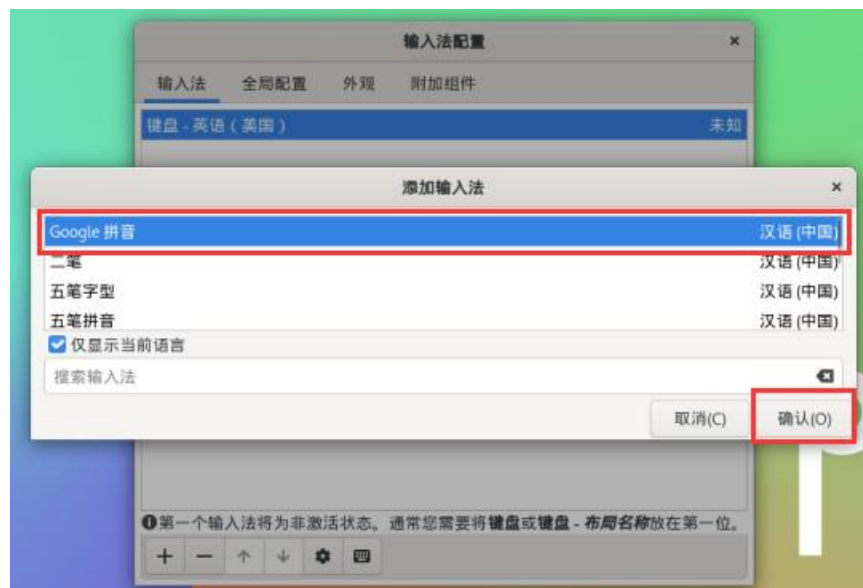 输入法配置
输入法 全局配置 外观 附加组件
键盘 - 英语（美国） 未知
添加输入法
Google 拼音 汉语 (中国)
二笔 汉语 (中国)
五笔字型 汉语 (中国)
五笔拼音 汉语 (中国)
仅显示当前语言
搜索输入法
取消(C) 确认(O)
第一个输入法将为非激活状态。通常您需要将键盘或键盘 - 布局名称放在第一位。